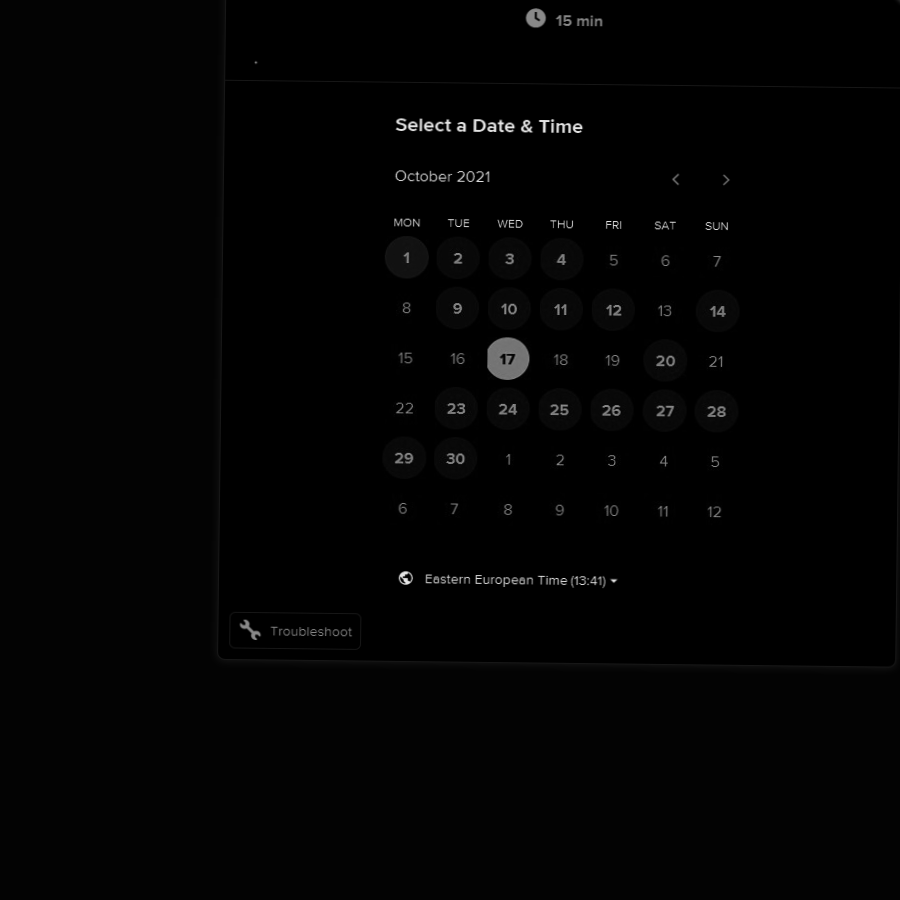 15 min
Select a Date & Time
October 2021
MON TUE WED THU FRI SAT SUN
1 2 3 4 5 6 7
8 9 10 11 12 13 14
15 16 17 18 19 20 21
22 23 24 25 26 27 28
29 30 1 2 3 4 5
6 7 8 9 10 11 12
Eastern European Time (13:41)
Troubleshoot